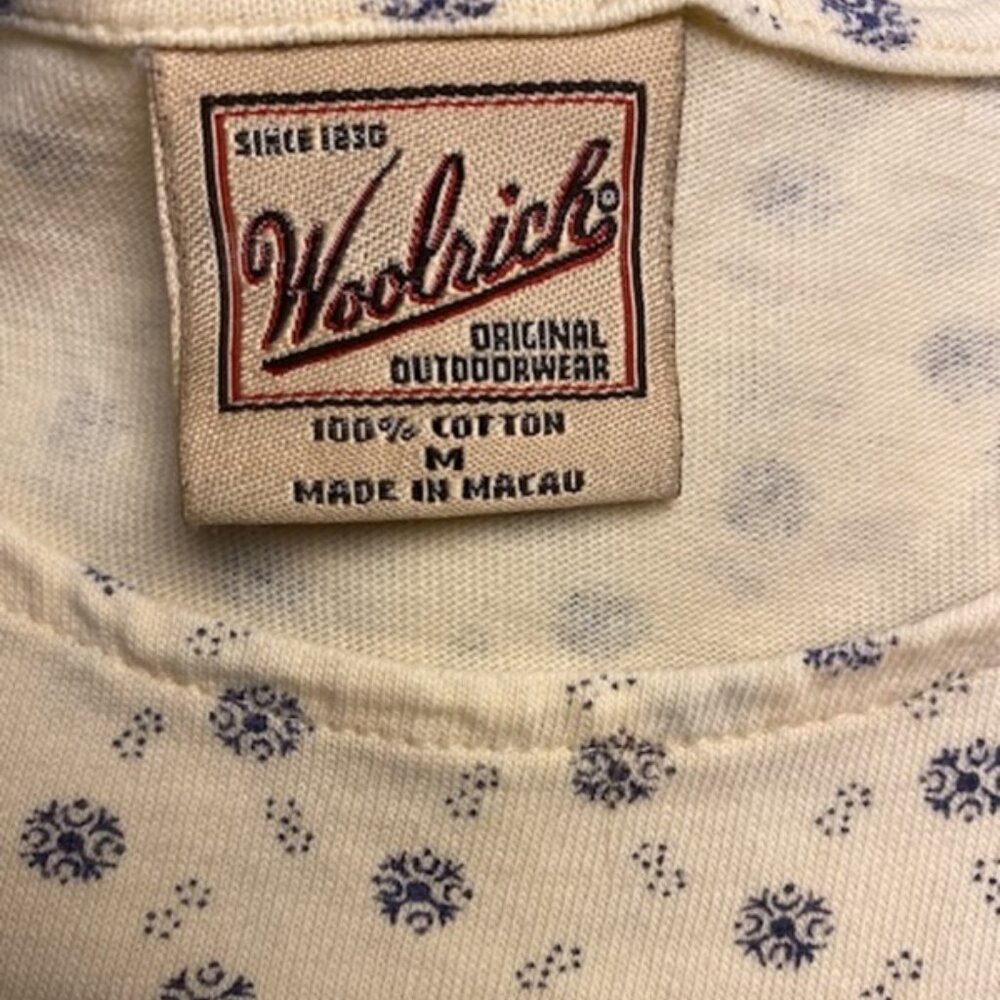 SINCE 1830
Woolrich®
ORIGINAL
OUTDOORWEAR
100% COTTON
M
MADE IN MACAU